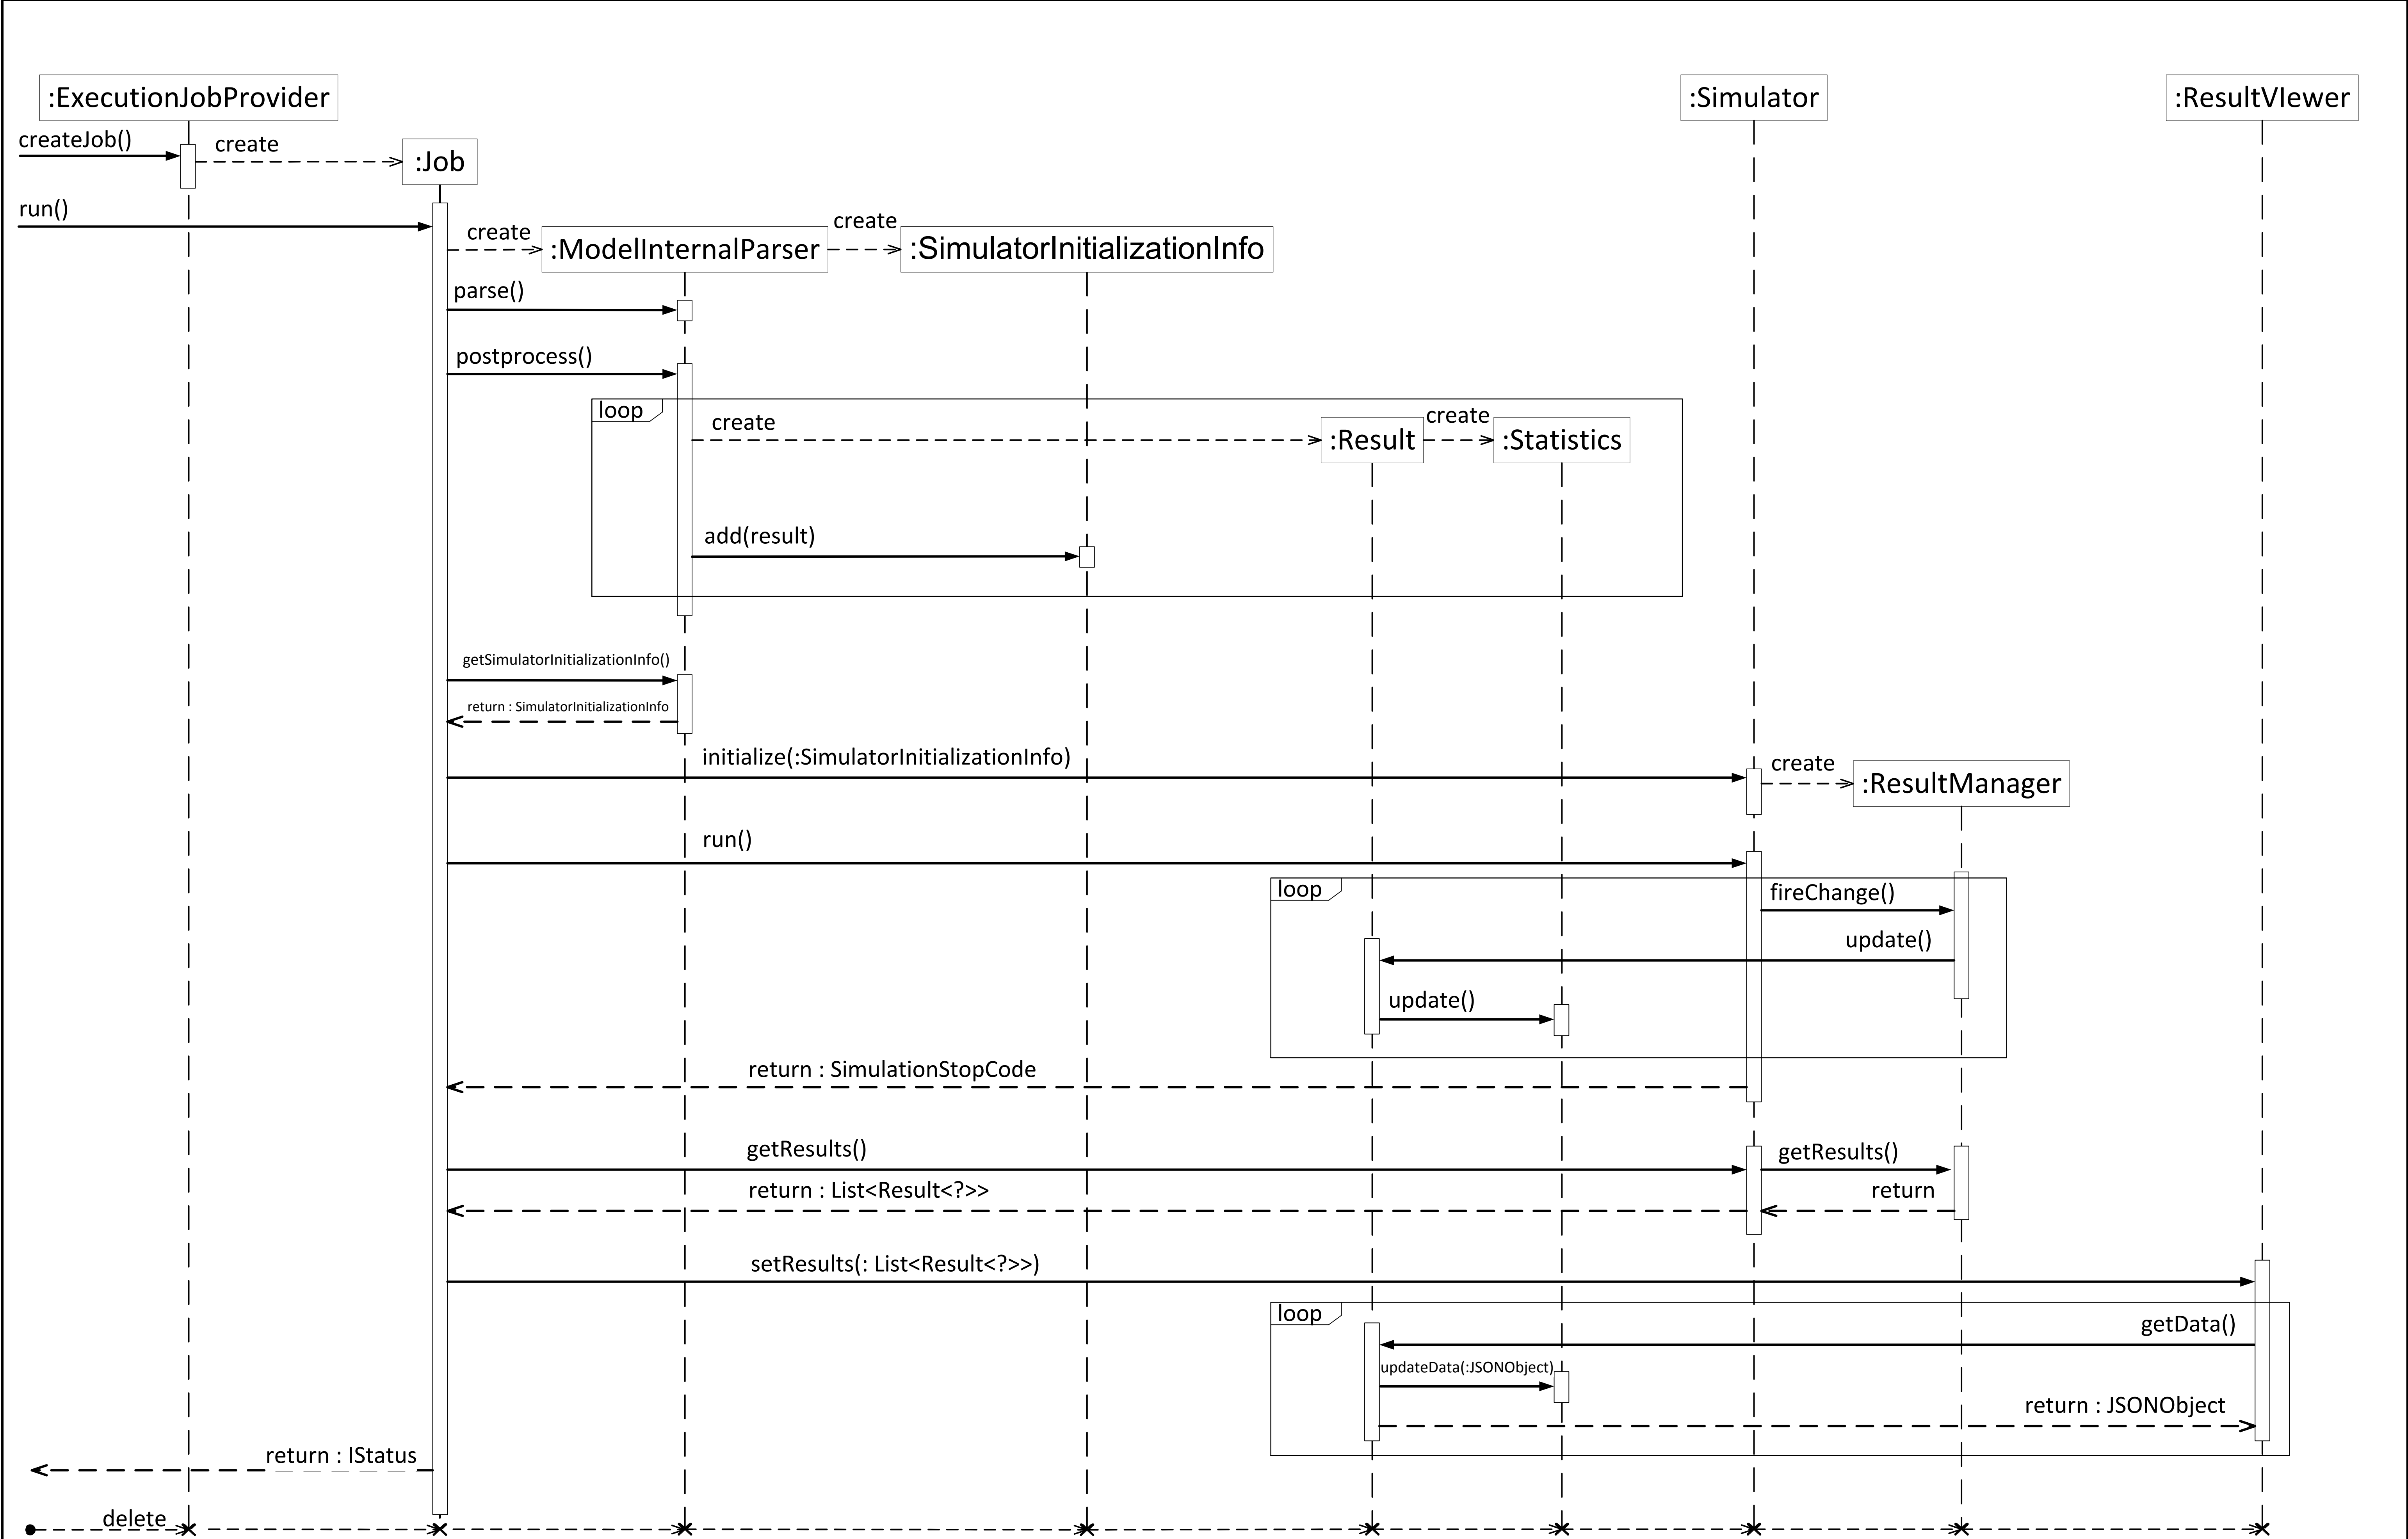 :ExecutionJobProvider
:Simulator
:ResultVIewer
createJob()
create
:Job
run()
create
:ModelInternalParser
create
:SimulatorInitializationInfo
parse()
postprocess()
loop
create
:Result
create
:Statistics
add(result)
getSimulatorInitializationInfo()
return : SimulatorInitializationInfo
initialize(:SimulatorInitializationInfo)
create
:ResultManager
run()
loop
fireChange()
update()
update()
return : SimulationStopCode
getResults()
getResults()
return : List<Result<?>>
return
setResults(: List<Result<?>>)
loop
getData()
updateData(:JSONObject)
return : JSONObject
return : IStatus
delete